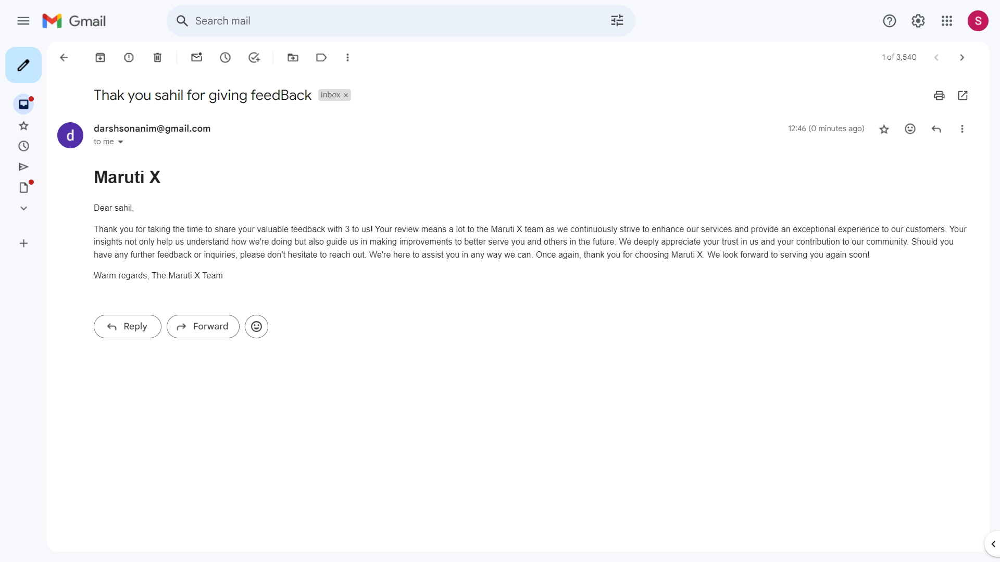 Gmail
Search mail
S
1 of 3,540
Thak you sahil for giving feedBack Inbox ×
d
darshsonanim@gmail.com
12:46 (0 minutes ago)
to me
Maruti X
Dear sahil,
Thank you for taking the time to share your valuable feedback with 3 to us! Your review means a lot to the Maruti X team as we continuously strive to enhance our services and provide an exceptional experience to our customers. Your
insights not only help us understand how we're doing but also guide us in making improvements to better serve you and others in the future. We deeply appreciate your trust in us and your contribution to our community. Should you
have any further feedback or inquiries, please don't hesitate to reach out. We're here to assist you in any way we can. Once again, thank you for choosing Maruti X. We look forward to serving you again soon!
Warm regards, The Maruti X Team
Reply
Forward